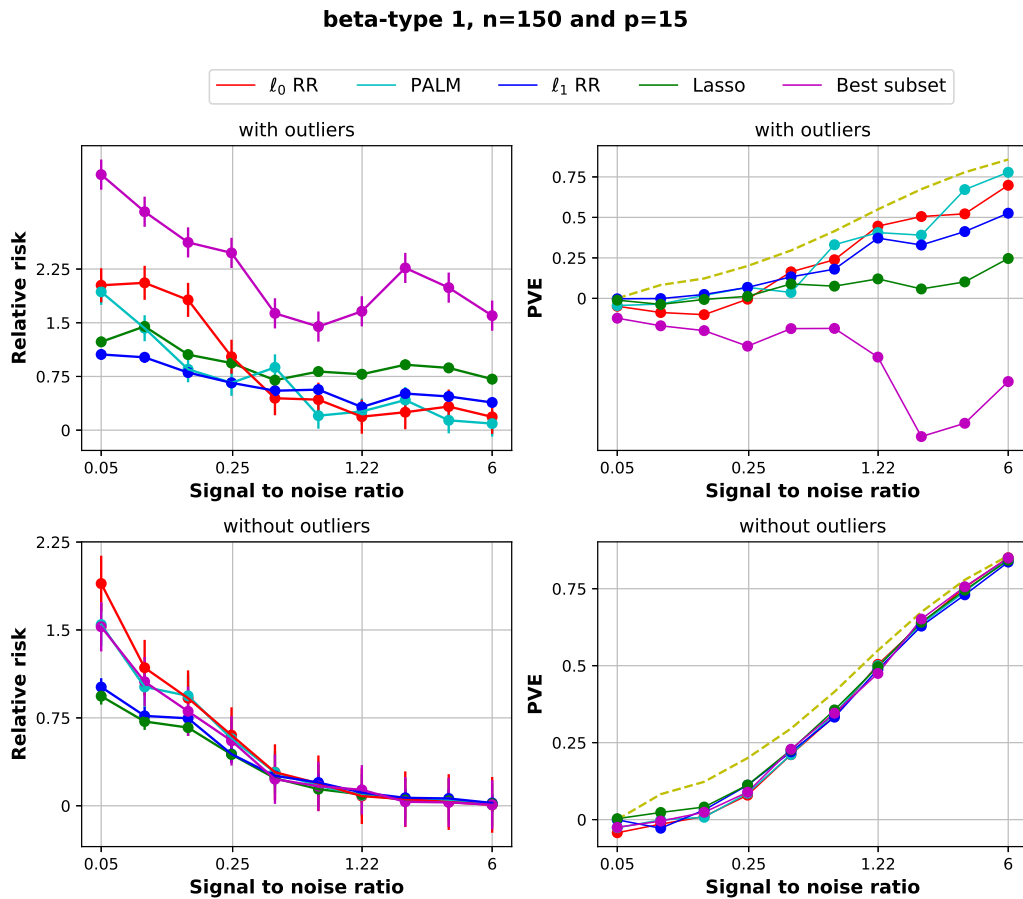 beta-type 1, n=150 and p=15
ℓ0 RR PALM ℓ1 RR Lasso Best subset
with outliers
Relative risk
2.25
1.5
0.75
0
0.05 0.25 1.22 6
Signal to noise ratio
with outliers
PVE
0.75
0.5
0.25
0
0.05 0.25 1.22 6
Signal to noise ratio
without outliers
Relative risk
2.25
1.5
0.75
0
0.05 0.25 1.22 6
Signal to noise ratio
without outliers
PVE
0.75
0.5
0.25
0
0.05 0.25 1.22 6
Signal to noise ratio